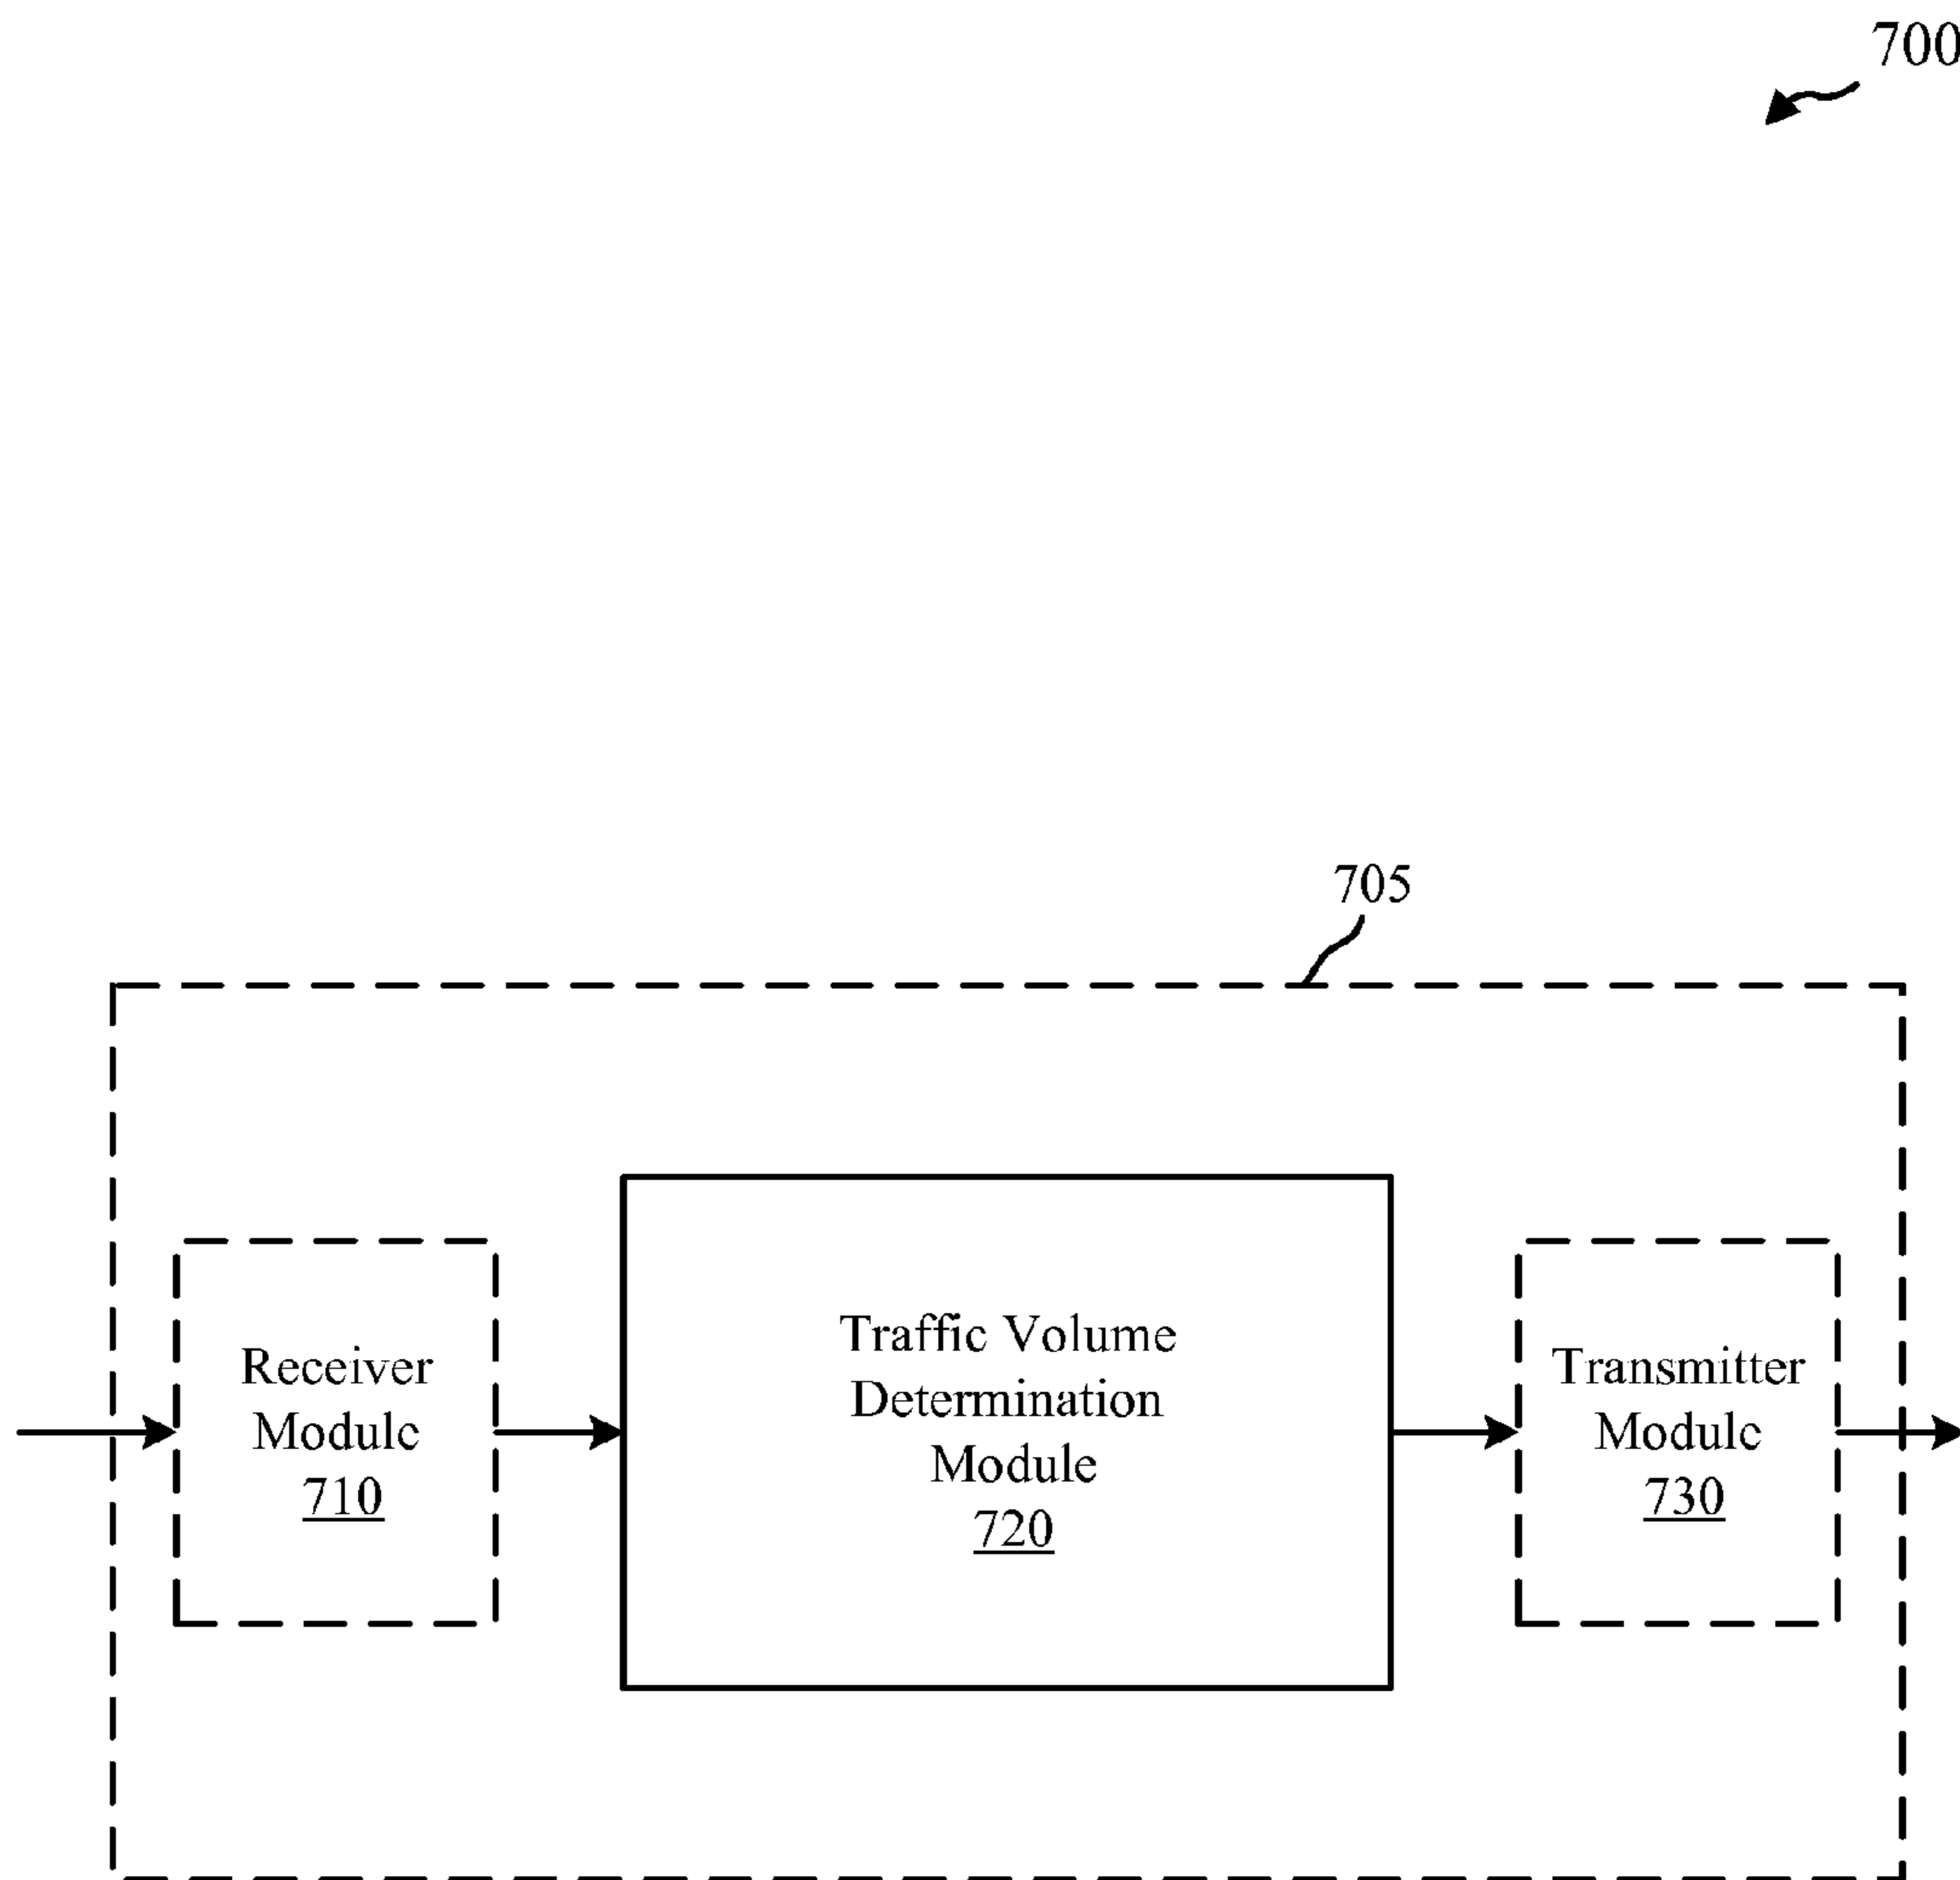 700
705
Receiver
Module
710
Traffic Volume
Determination
Module
720
Transmitter
Module
730